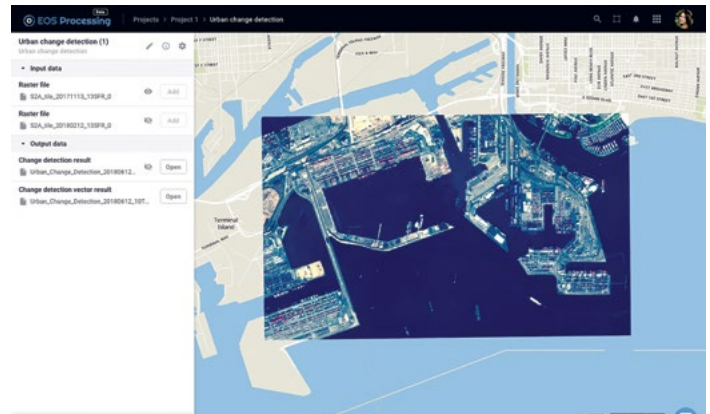 Beta
EOS Processing
Projects > Project 1 > Urban change detection
Urban change detection (1)
Urban change detection
Input data
Raster file
S2A_tile_20171113_13SFR_0
Add
Raster file
S2A_tile_20180212_13SFR_0
Add
Output data
Change detection result
Urban_Change_Detection_20180612...
Open
Change detection vector result
Urban_Change_Detection_20180612_10T...
Open
Terminal
Island